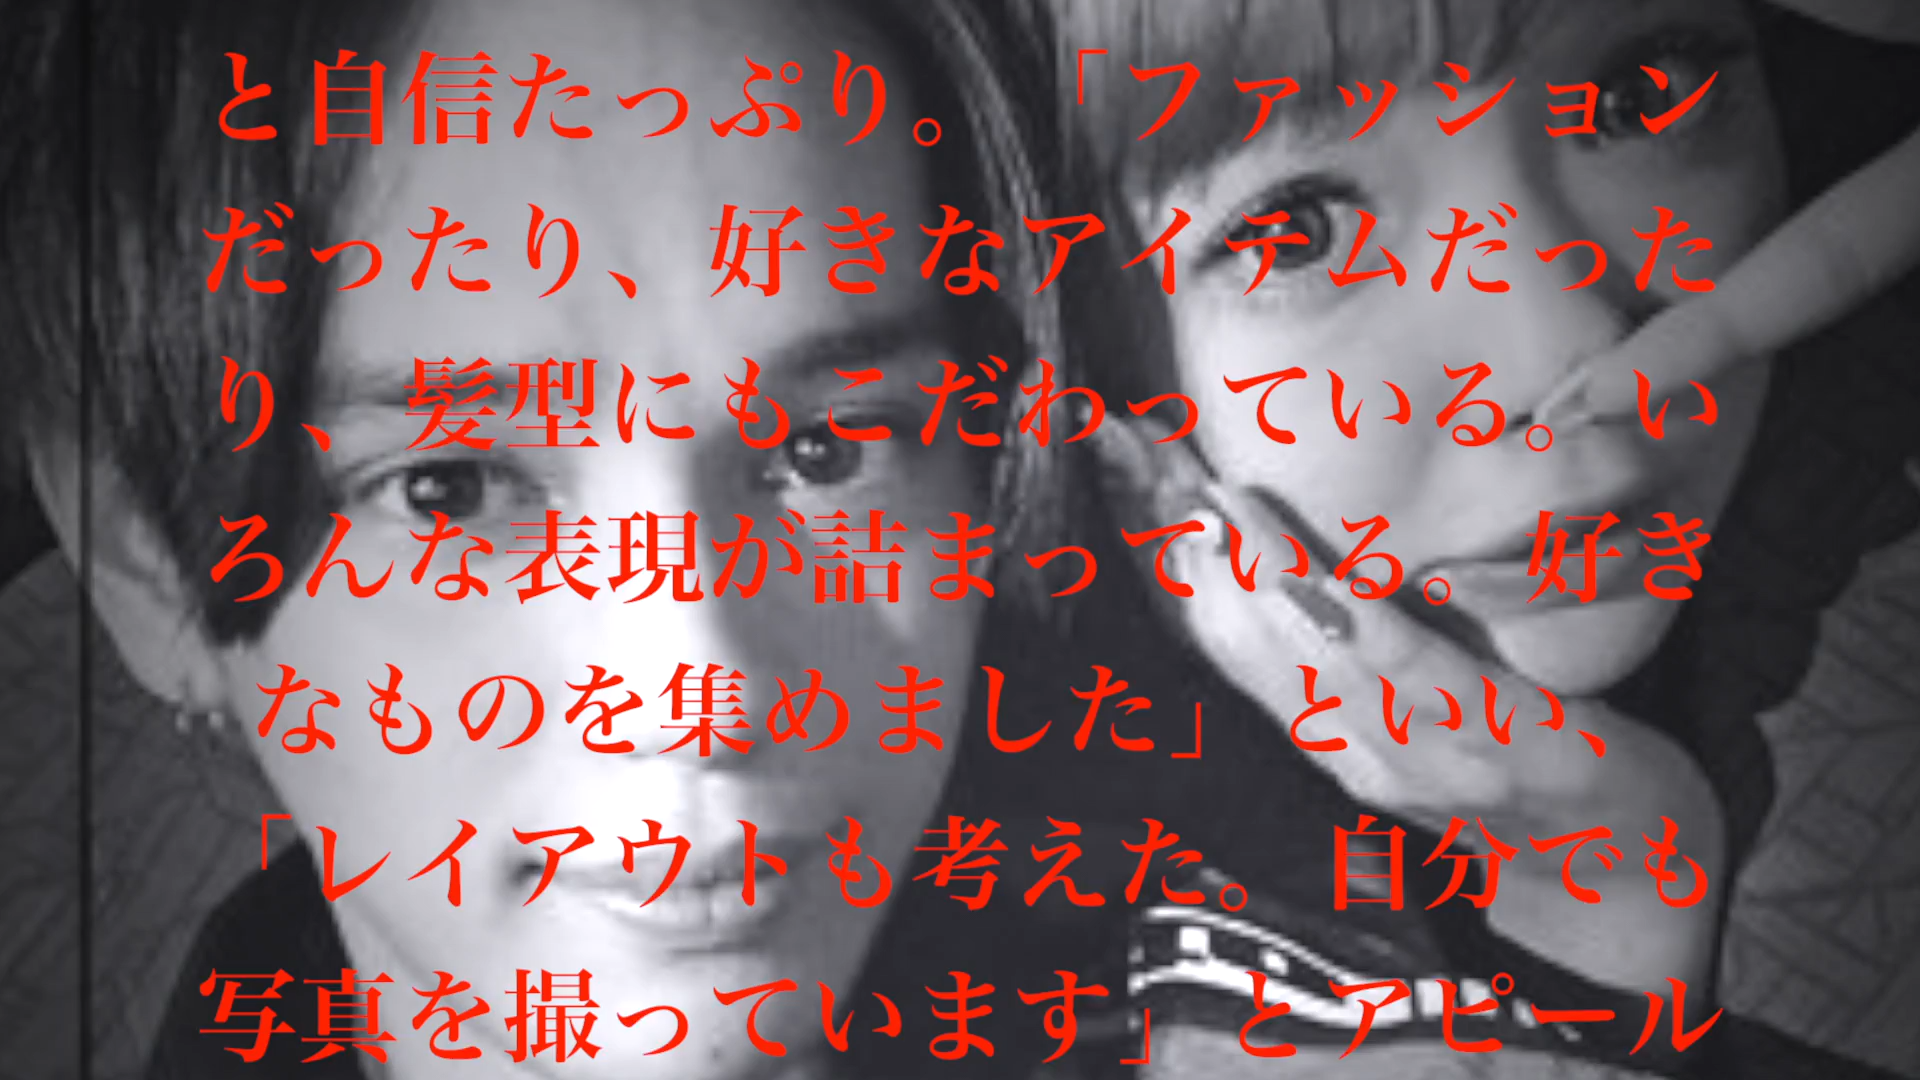 と自信たっぷり。「ファッション
だったり、好きなアイテムだった
り、髪型にもこだわっている。い
ろんな表現が詰まっている。好き
なものを集めました」といい、
「レイアウトも考えた。自分でも
写真を撮っています」とアピール